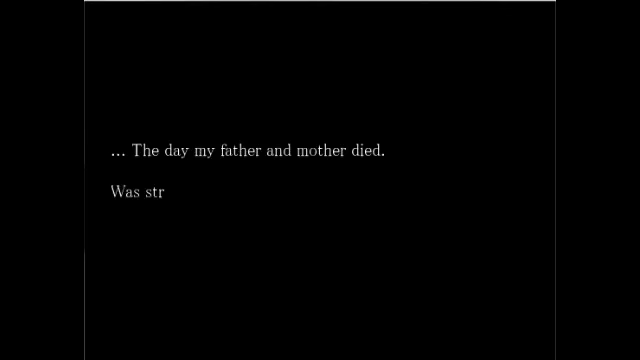 ... The day my father and mother died.
Was str